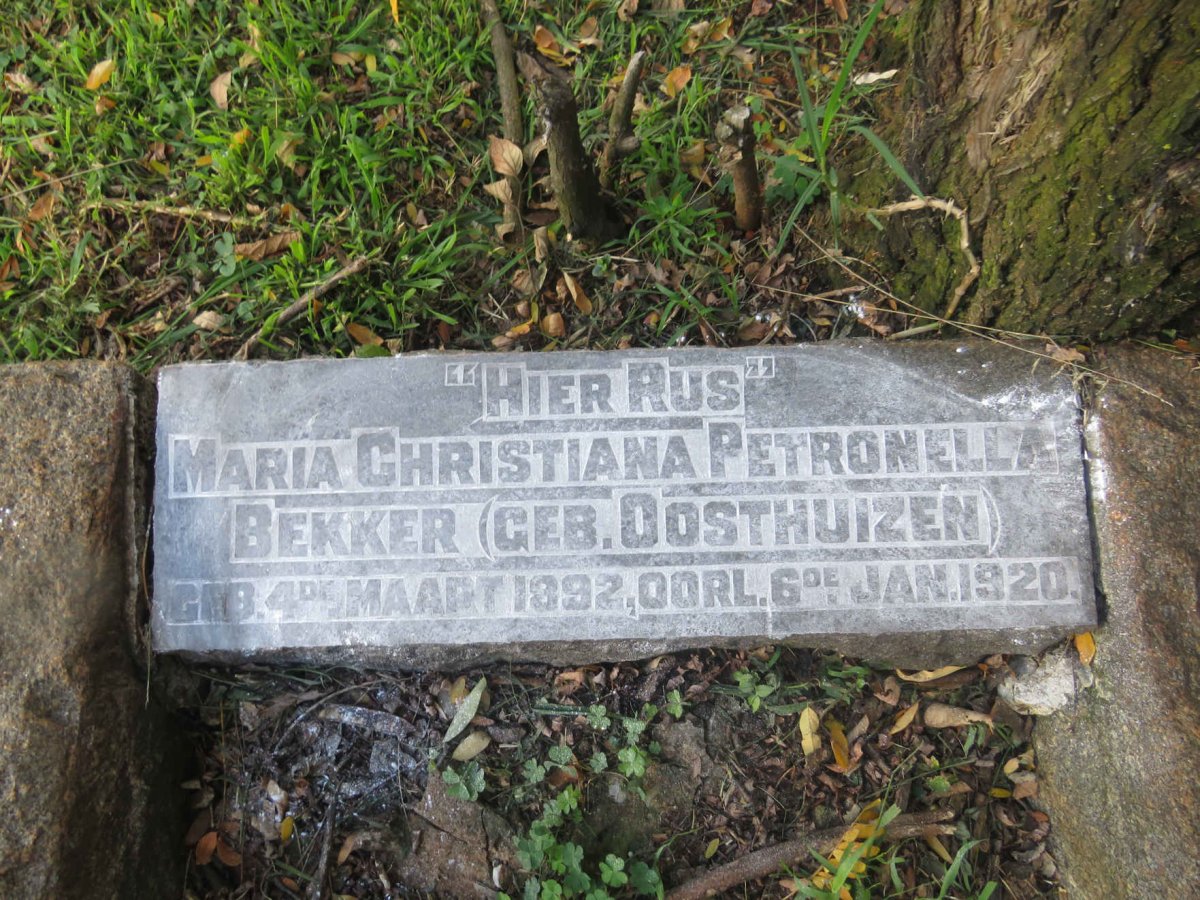 "HIER RUS"
MARIA CHRISTIANA PETRONELLA
BEKKER (GEB. OOSTHUIZEN)
GEB. 4DE MAART 1892, OORL. 6DE JAN. 1920.